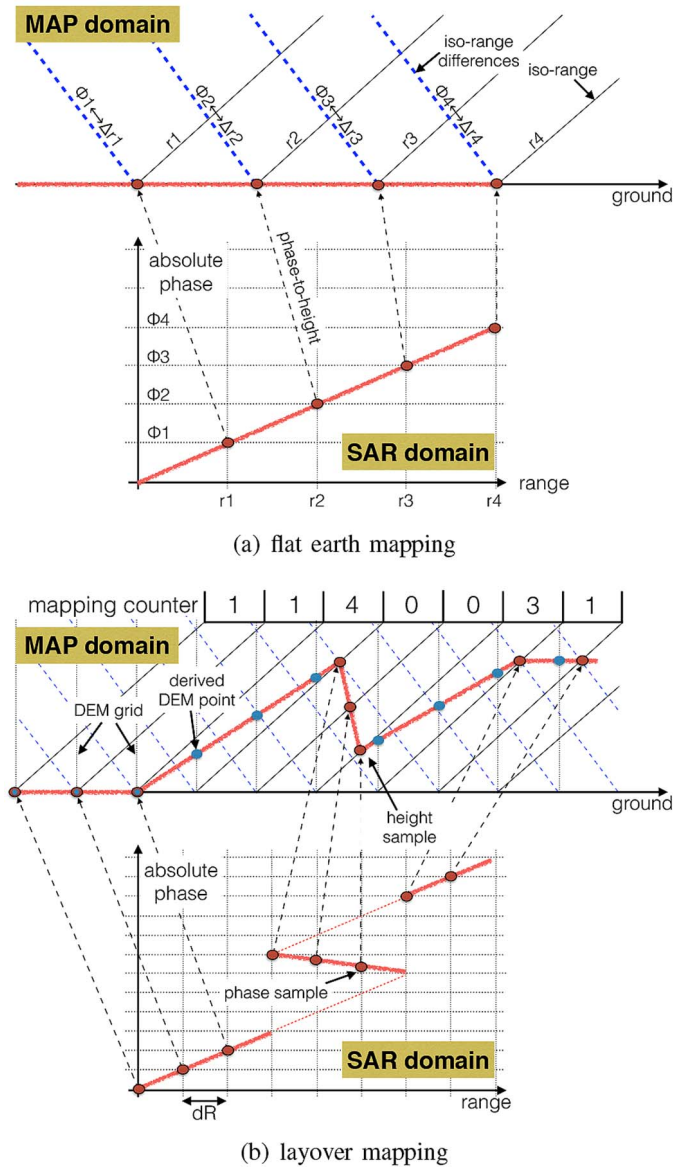 MAP domain
iso-range
differences
iso-range
Φ1↔Δr1
r1
Φ2↔Δr2
r2
Φ3↔Δr3
r3
Φ4↔Δr4
r4
ground
absolute
phase
phase-to-height
Φ4
Φ3
Φ2
Φ1
SAR domain
range
r1 r2 r3 r4
(a) flat earth mapping
mapping counter 1 1 4 0 0 3 1
MAP domain
derived
DEM point
DEM grid
height
sample
ground
absolute
phase
phase sample
SAR domain
dR
range
(b) layover mapping